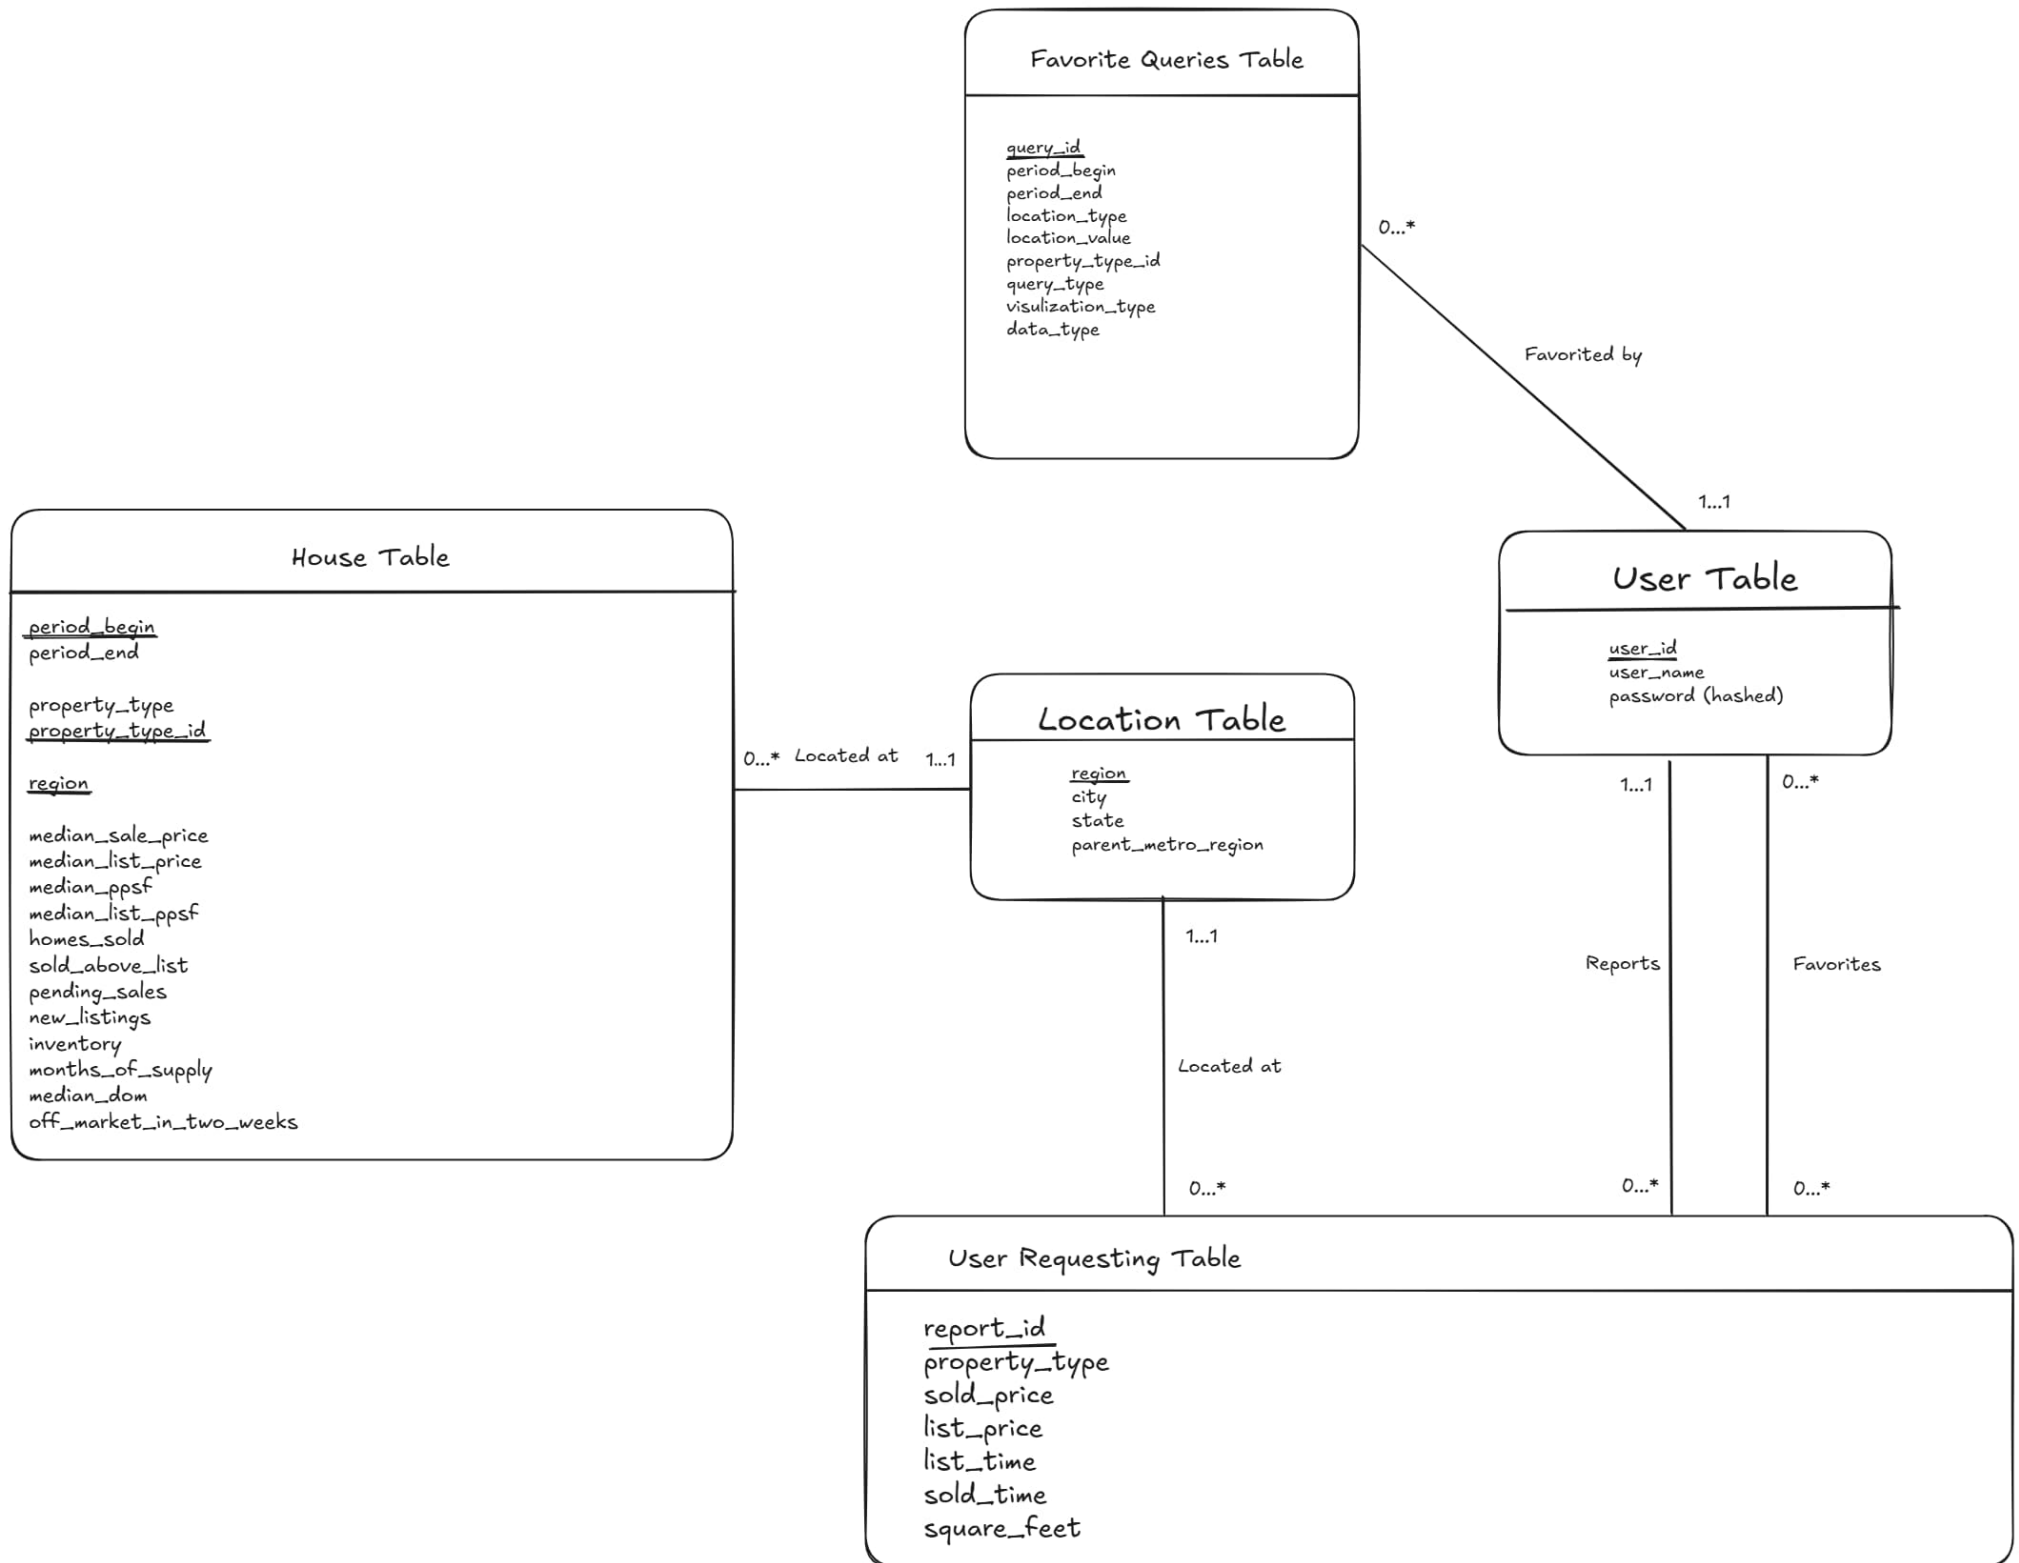 Favorite Queries Table
query_id
period_begin
period_end
location_type
location_value
property_type_id
query_type
visulization_type
data_type
0...*
Favorited by
1...1
User Table
user_id
user_name
password (hashed)
House Table
period_begin
period_end
property_type
property_type_id
region
median_sale_price
median_list_price
median_ppsf
median_list_ppsf
homes_sold
sold_above_list
pending_sales
new_listings
inventory
months_of_supply
median_dom
off_market_in_two_weeks
0...* Located at 1...1
Location Table
region
city
state
parent_metro_region
1...1
Located at
0...*
1...1
Reports
0...*
0...*
Favorites
0...*
User Requesting Table
report_id
property_type
sold_price
list_price
list_time
sold_time
square_feet